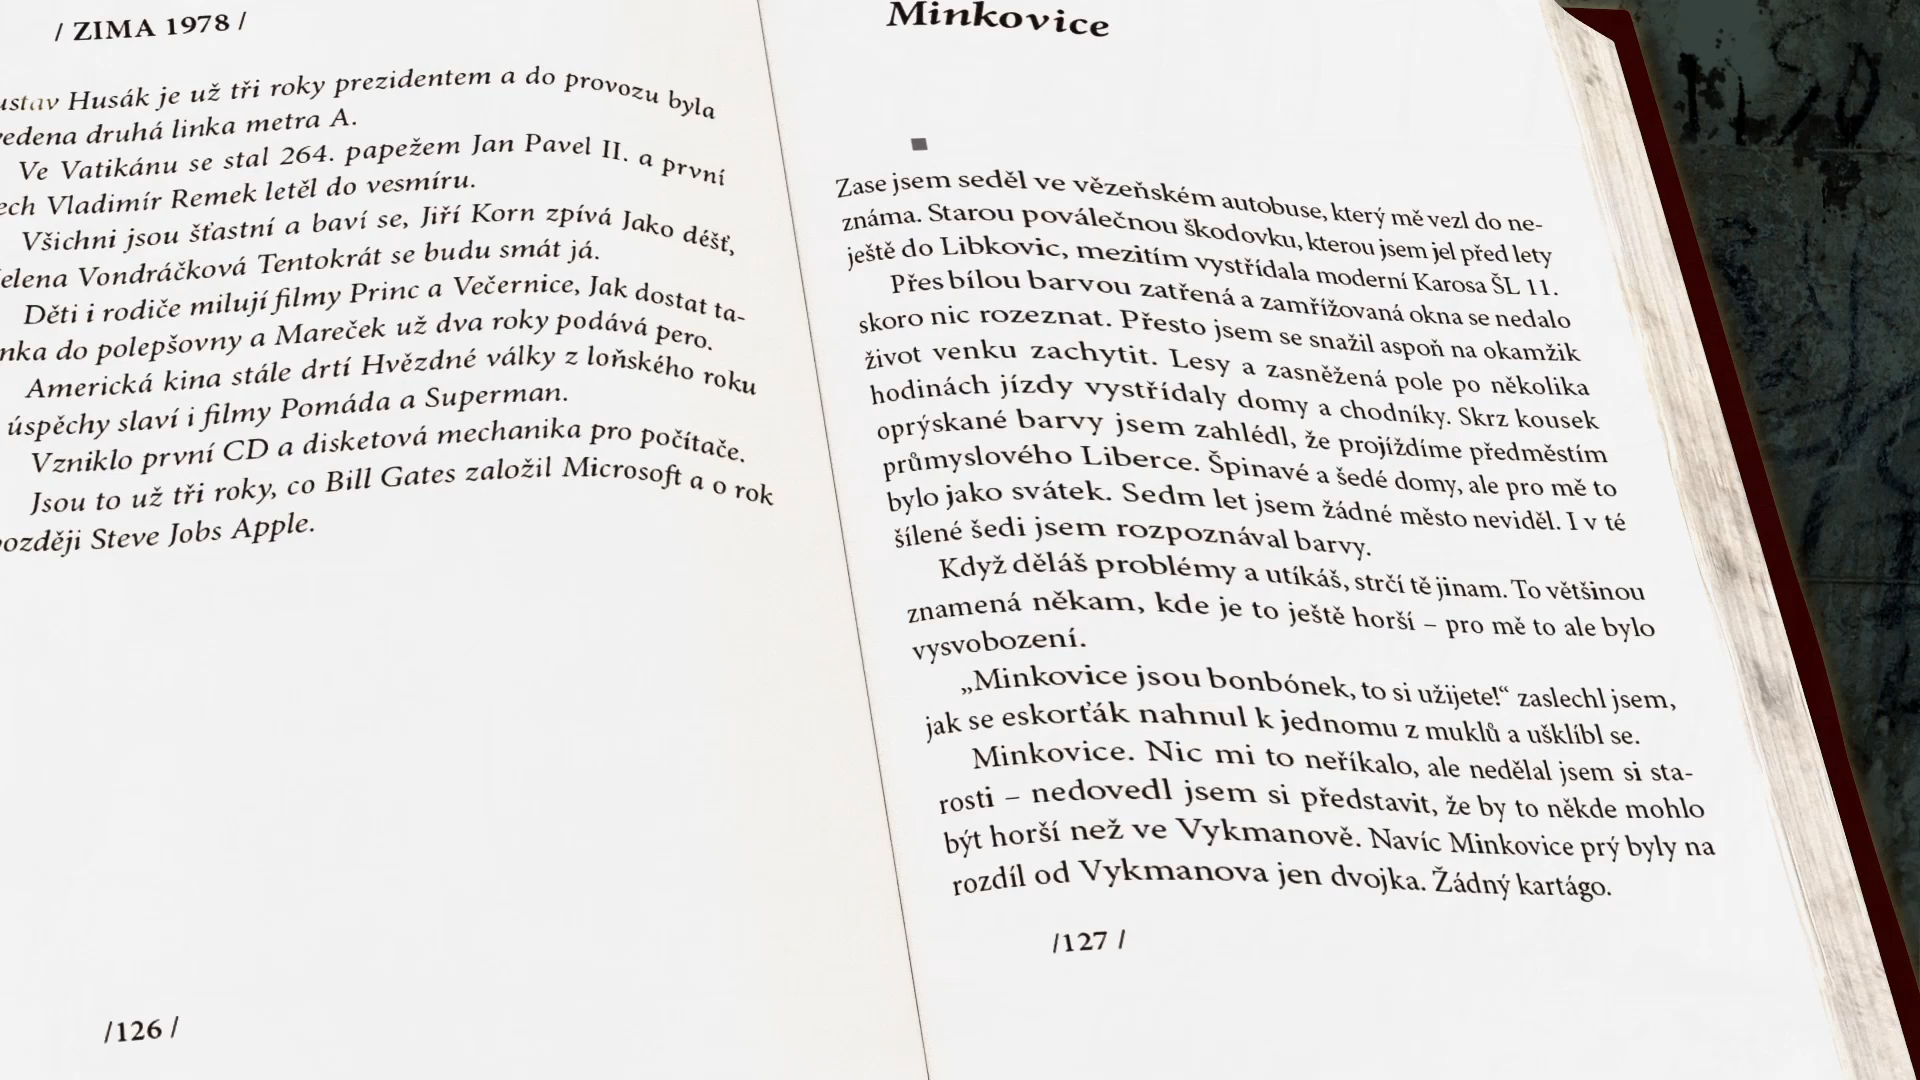 / ZIMA 1978 /
Husák je už tři roky prezidentem a do provozu byla
druhá linka metra A.
Ve Vatikánu se stal 264. papežem Jan Pavel II. a první
Vladimír Remek letěl do vesmíru.
Všichni jsou šťastní a baví se, Jiří Korn zpívá Jako déšť,
Vondráčková Tentokrát se budu smát já.
Děti i rodiče milují filmy Princ a Večernice, Jak dostat ta-
do polepšovny a Mareček už dva roky podává pero.
Americká kina stále drtí Hvězdné války z loňského roku
úspěchy slaví i filmy Pomáda a Superman.
Vzniklo první CD a disketová mechanika pro počítače.
Jsou to už tři roky, co Bill Gates založil Microsoft a o rok
Steve Jobs Apple.
/126 /
Minkovice
Zase jsem seděl ve vězeňském autobuse, který mě vezl do ne-
známa. Starou poválečnou škodovku, kterou jsem jel před lety
ještě do Libkovic, mezitím vystřídala moderní Karosa ŠL 11.
Přes bílou barvou zatřená a zamřížovaná okna se nedalo
skoro nic rozeznat. Přesto jsem se snažil aspoň na okamžik
život venku zachytit. Lesy a zasněžená pole po několika
hodinách jízdy vystřídaly domy a chodníky. Skrz kousek
oprýskané barvy jsem zahlédl, že projíždíme předměstím
průmyslového Liberce. Špinavé a šedé domy, ale pro mě to
bylo jako svátek. Sedm let jsem žádné město neviděl. I v té
šílené šedi jsem rozpoznával barvy.
Když děláš problémy a utíkáš, strčí tě jinam. To většinou
znamená někam, kde je to ještě horší – pro mě to ale bylo
vysvobození.
„Minkovice jsou bonbónek, to si užijete!“ zaslechl jsem,
jak se eskorťák nahnul k jednomu z muklů a ušklíbl se.
Minkovice. Nic mi to neříkalo, ale nedělal jsem si sta-
rosti – nedovedl jsem si představit, že by to někde mohlo
být horší než ve Vykmanově. Navíc Minkovice prý byly na
rozdíl od Vykmanova jen dvojka. Žádný kartágo.
/127 /